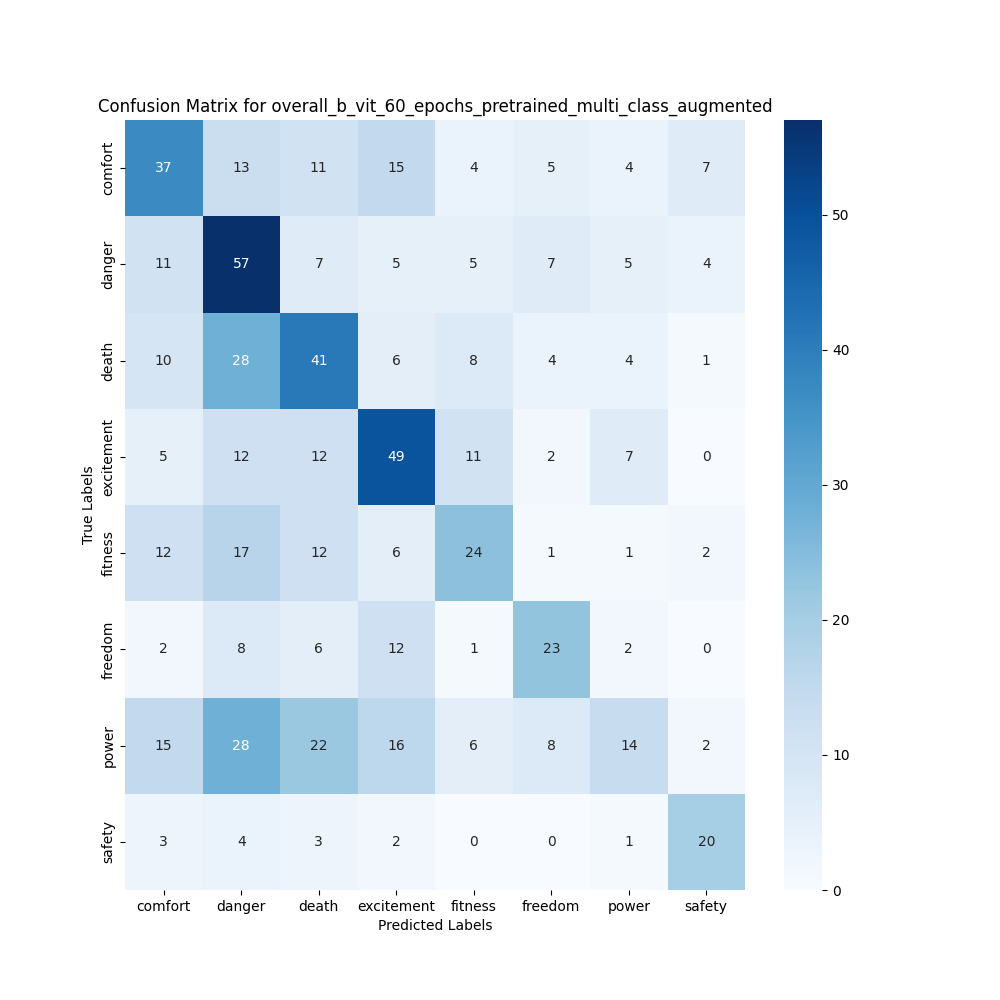 Confusion Matrix for overall_b_vit_60_epochs_pretrained_multi_class_augmented
True Labels
comfort 37 13 11 15 4 5 4 7
danger 11 57 7 5 5 7 5 4
death 10 28 41 6 8 4 4 1
excitement 5 12 12 49 11 2 7 0
fitness 12 17 12 6 24 1 1 2
freedom 2 8 6 12 1 23 2 0
power 15 28 22 16 6 8 14 2
safety 3 4 3 2 0 0 1 20
comfort danger death excitement fitness freedom power safety
Predicted Labels
50
40
30
20
10
0